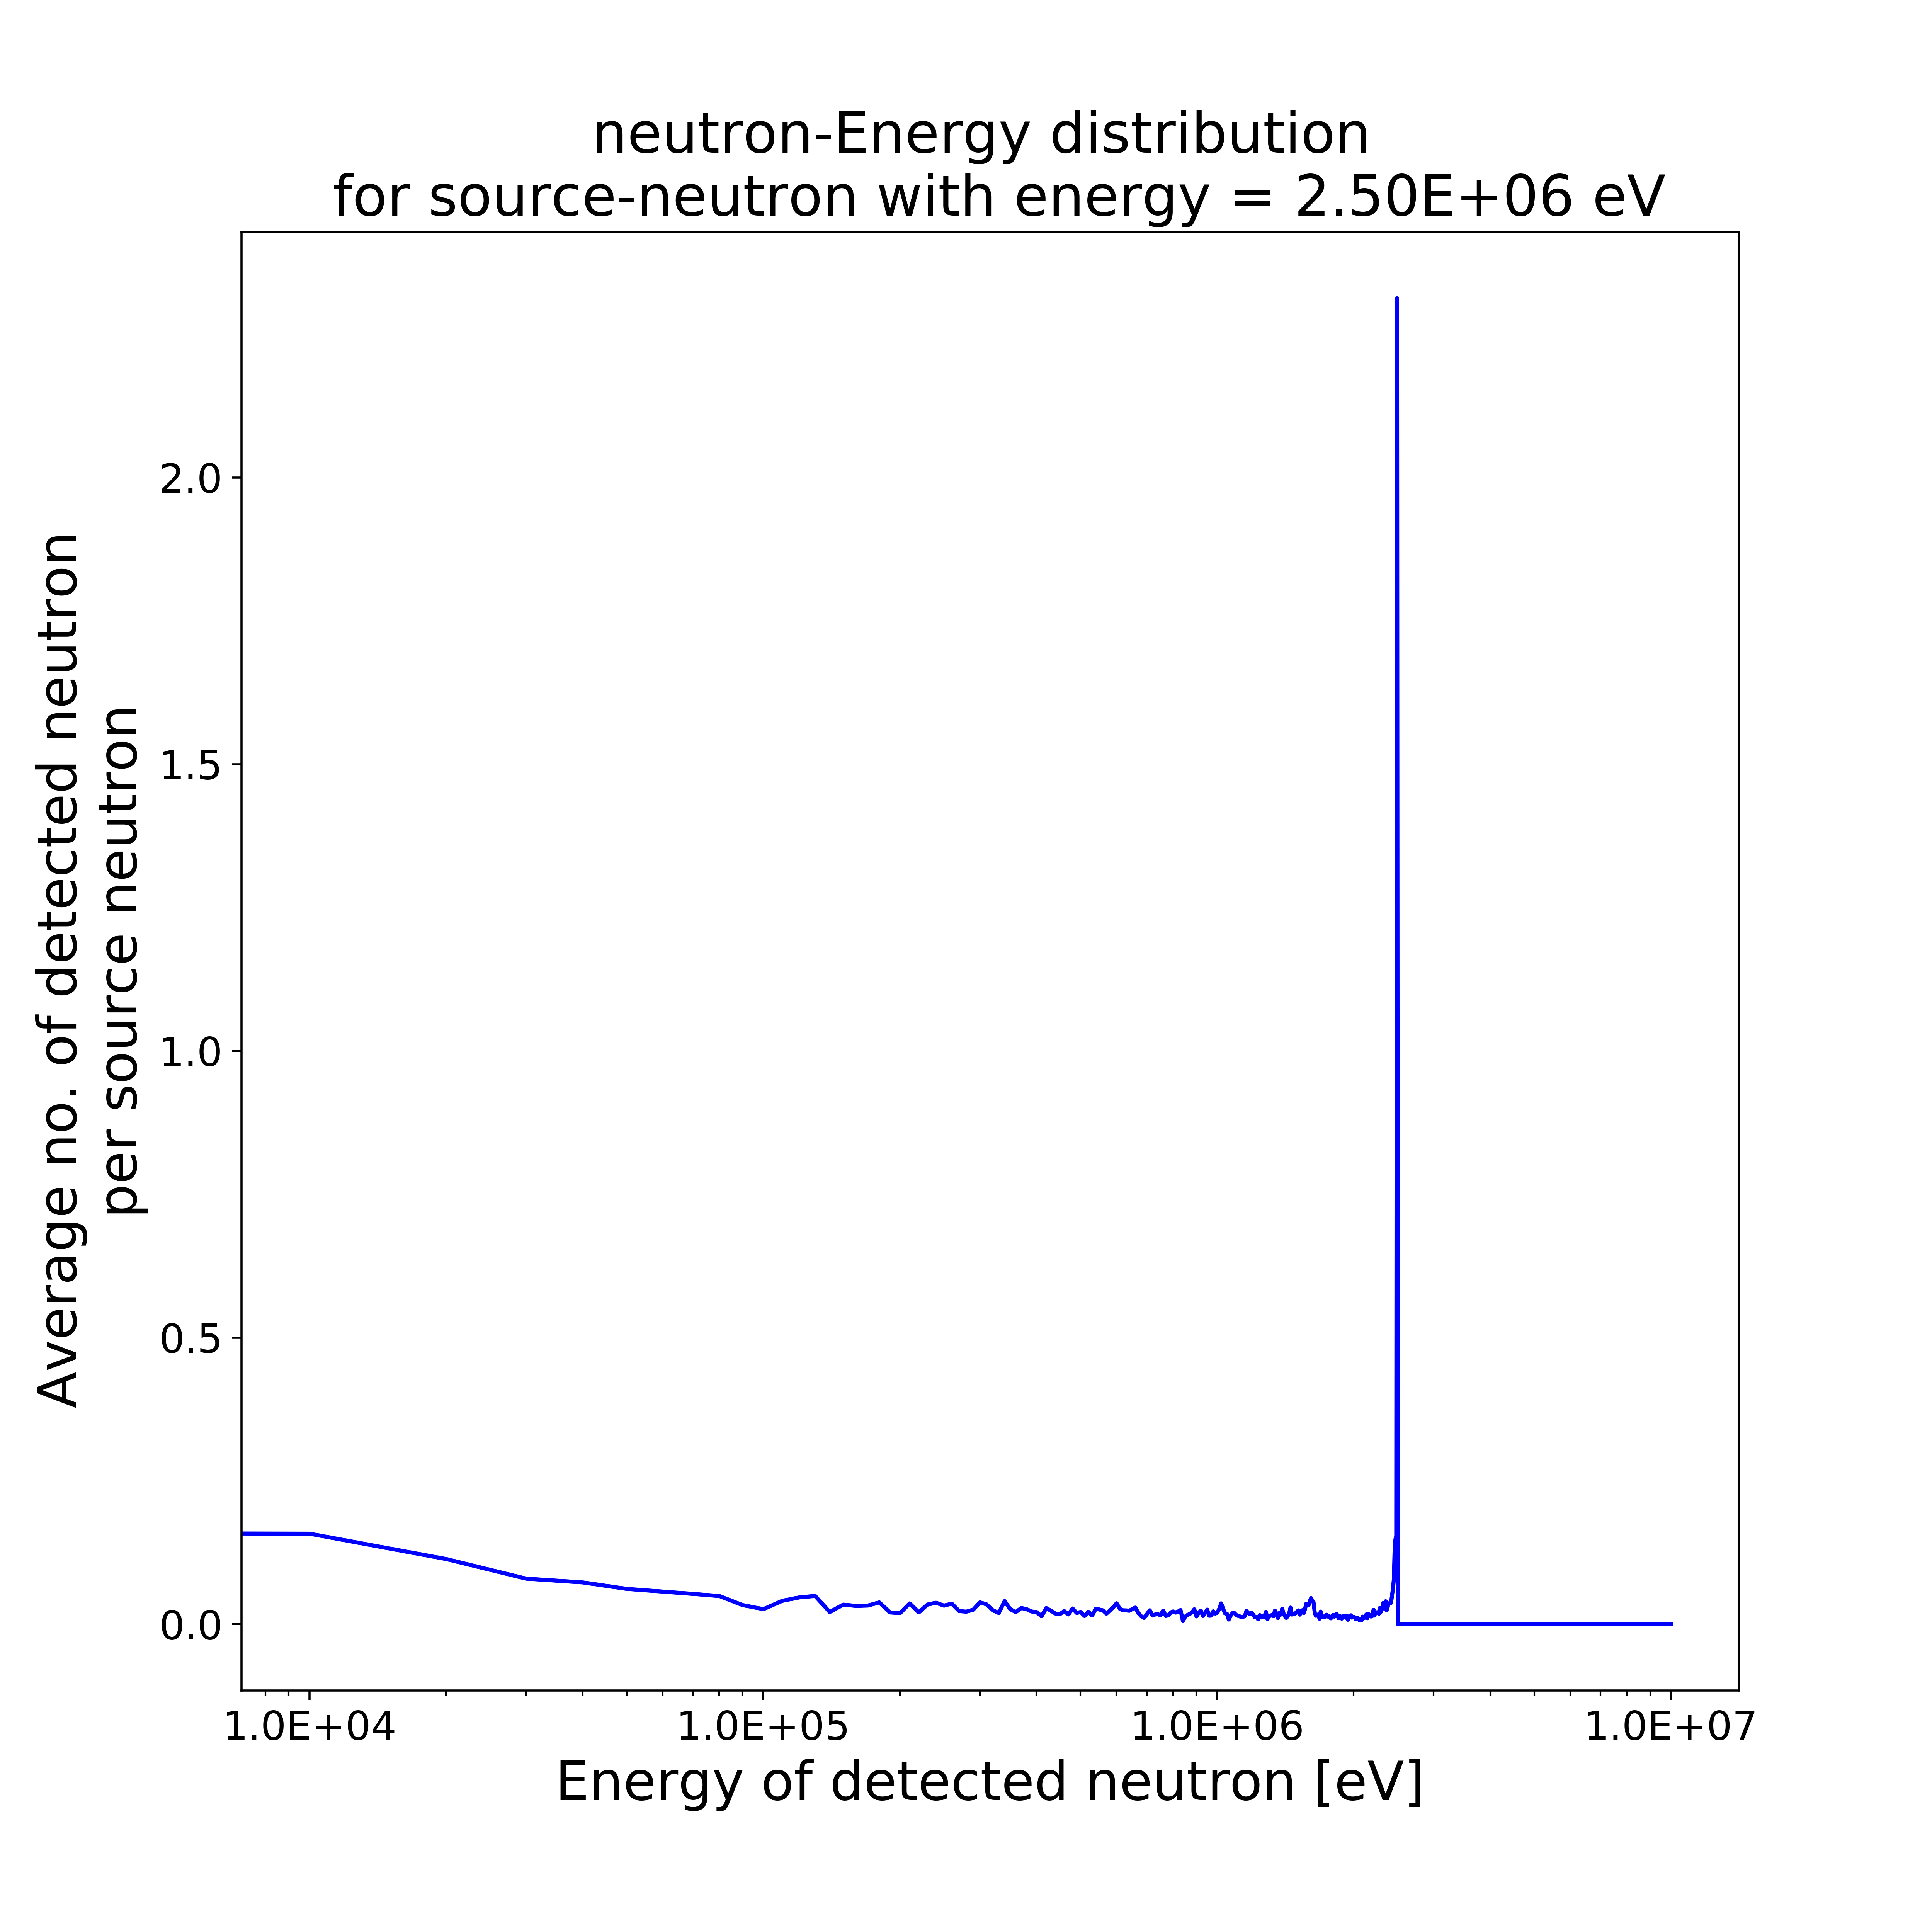 neutron-Energy distribution
for source-neutron with energy = 2.50E+06 eV
Average no. of detected neutron
per source neutron
2.0
1.5
1.0
0.5
0.0
1.0E+04
1.0E+05
1.0E+06
1.0E+07
Energy of detected neutron [eV]